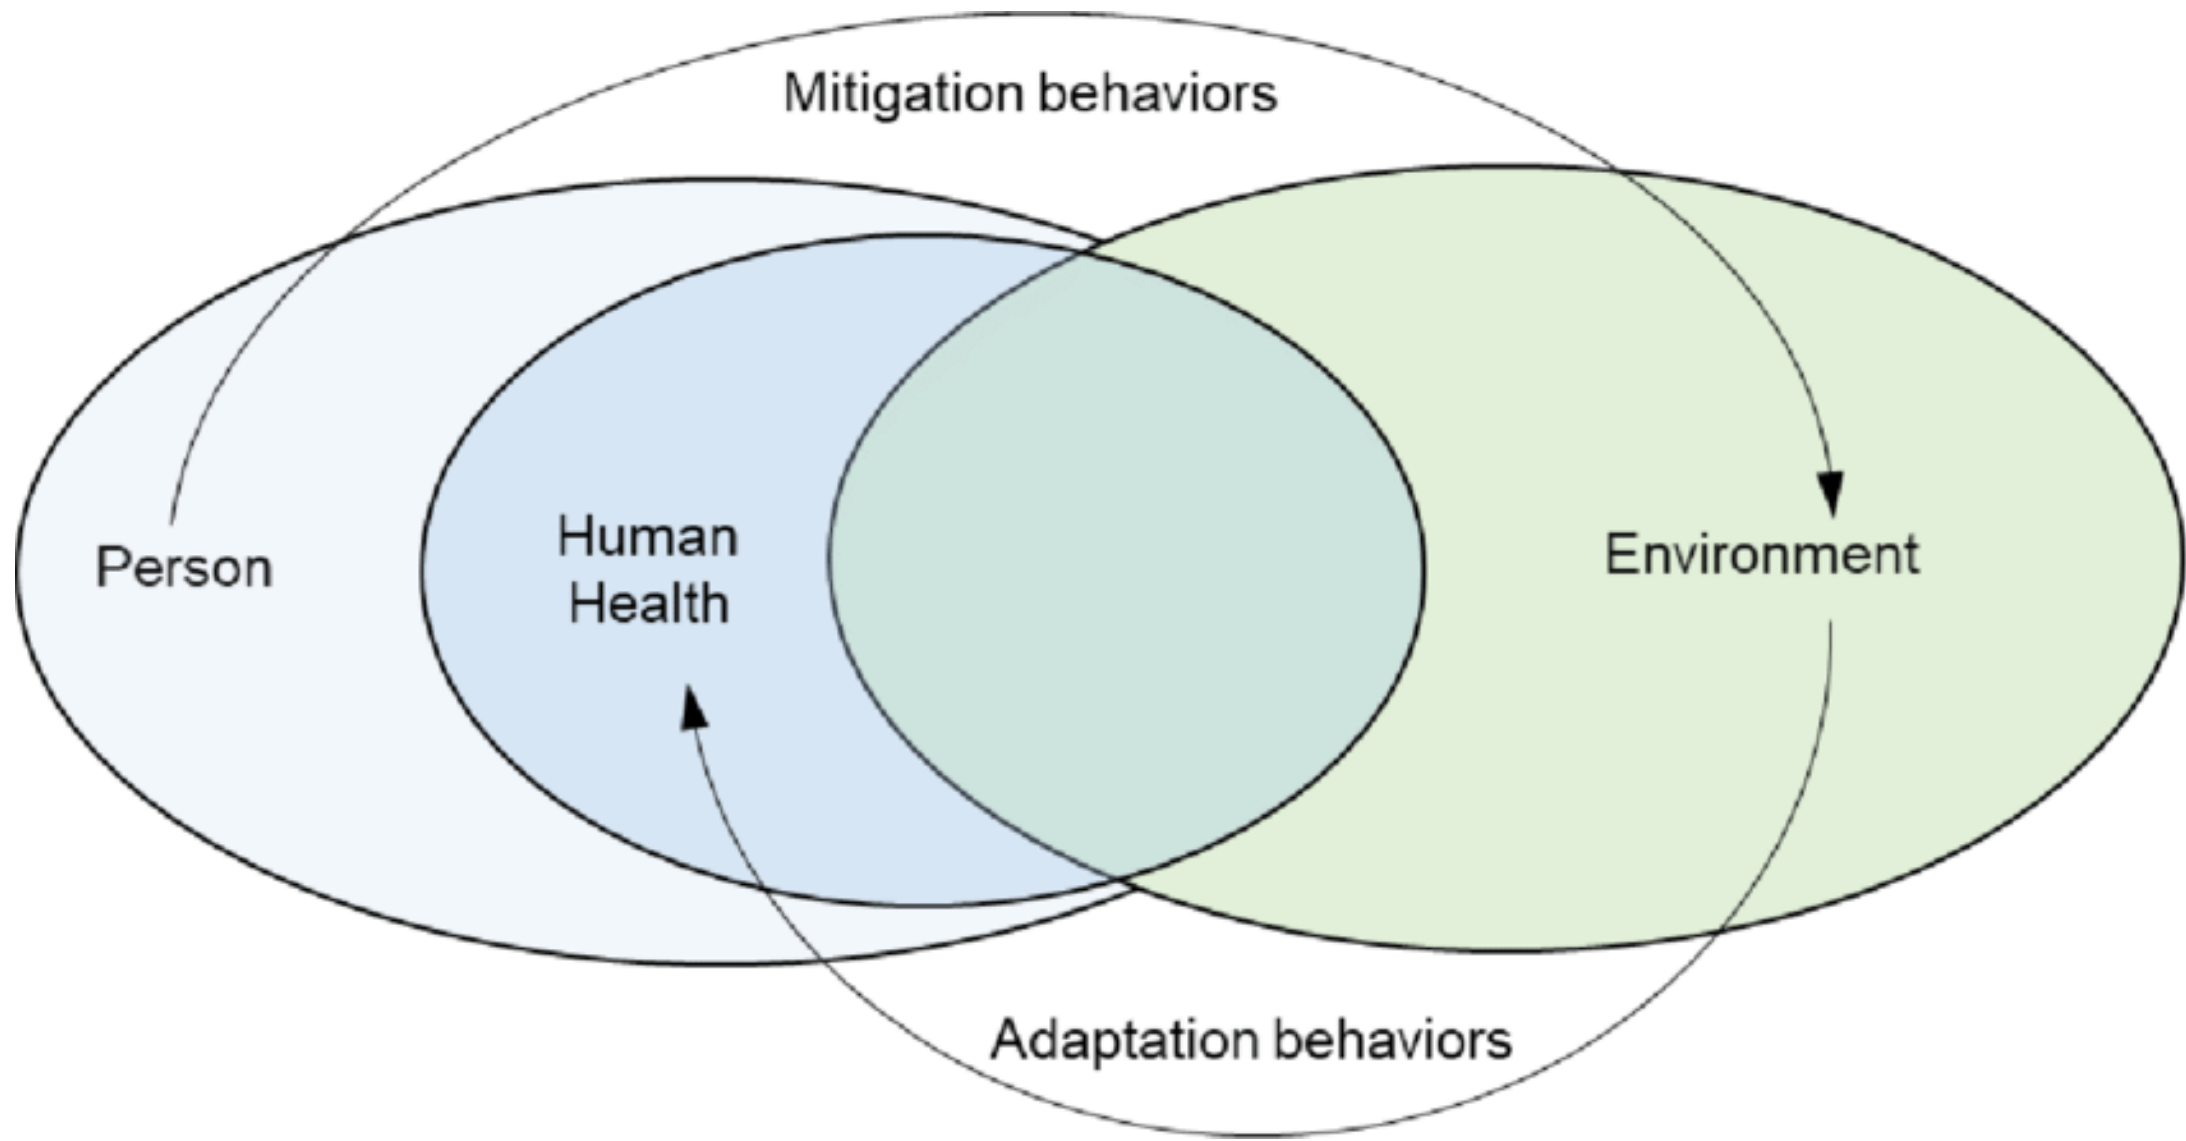 Mitigation behaviors
Person
Human
Health
Environment
Adaptation behaviors